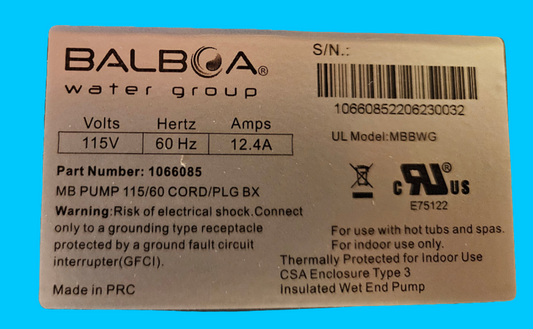 BALBOA®
water group
S/N.:
10660852206230032
Volts Hertz Amps
115V 60 Hz 12.4A
UL Model:MBBWG
Part Number: 1066085
MB PUMP 115/60 CORD/PLG BX
c RU ® US
E75122
Warning:Risk of electrical shock.Connect
only to a grounding type receptacle
protected by a ground fault circuit
interrupter(GFCI).
For use with hot tubs and spas.
For indoor use only.
Thermally Protected for Indoor Use
CSA Enclosure Type 3
Insulated Wet End Pump
Made in PRC